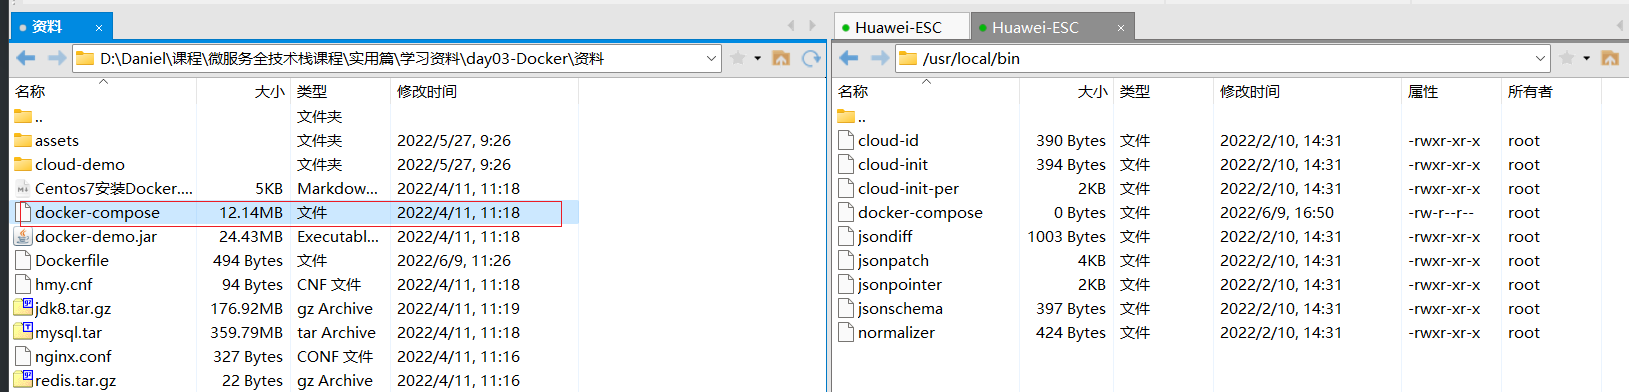 资料 ×
D:\Daniel\课程\微服务全技术栈课程\实用篇\学习资料\day03-Docker\资料
名称 大小 类型 修改时间
.. 文件夹
assets 文件夹 2022/5/27, 9:26
cloud-demo 文件夹 2022/5/27, 9:26
Centos7安装Docker.... 5KB Markdow... 2022/4/11, 11:18
docker-compose 12.14MB 文件 2022/4/11, 11:18
docker-demo.jar 24.43MB Executabl... 2022/4/11, 11:18
Dockerfile 494 Bytes 文件 2022/6/9, 11:26
hmy.cnf 94 Bytes CNF 文件 2022/4/11, 11:18
jdk8.tar.gz 176.92MB gz Archive 2022/4/11, 11:19
mysql.tar 359.79MB tar Archive 2022/4/11, 11:18
nginx.conf 327 Bytes CONF 文件 2022/4/11, 11:16
redis.tar.gz 22 Bytes gz Archive 2022/4/11, 11:16
Huawei-ESC Huawei-ESC ×
/usr/local/bin
名称 大小 类型 修改时间 属性 所有者
..
cloud-id 390 Bytes 文件 2022/2/10, 14:31 -rwxr-xr-x root
cloud-init 394 Bytes 文件 2022/2/10, 14:31 -rwxr-xr-x root
cloud-init-per 2KB 文件 2022/2/10, 14:31 -rwxr-xr-x root
docker-compose 0 Bytes 文件 2022/6/9, 16:50 -rw-r--r-- root
jsondiff 1003 Bytes 文件 2022/2/10, 14:31 -rwxr-xr-x root
jsonpatch 4KB 文件 2022/2/10, 14:31 -rwxr-xr-x root
jsonpointer 2KB 文件 2022/2/10, 14:31 -rwxr-xr-x root
jsonschema 397 Bytes 文件 2022/2/10, 14:31 -rwxr-xr-x root
normalizer 424 Bytes 文件 2022/2/10, 14:31 -rwxr-xr-x root